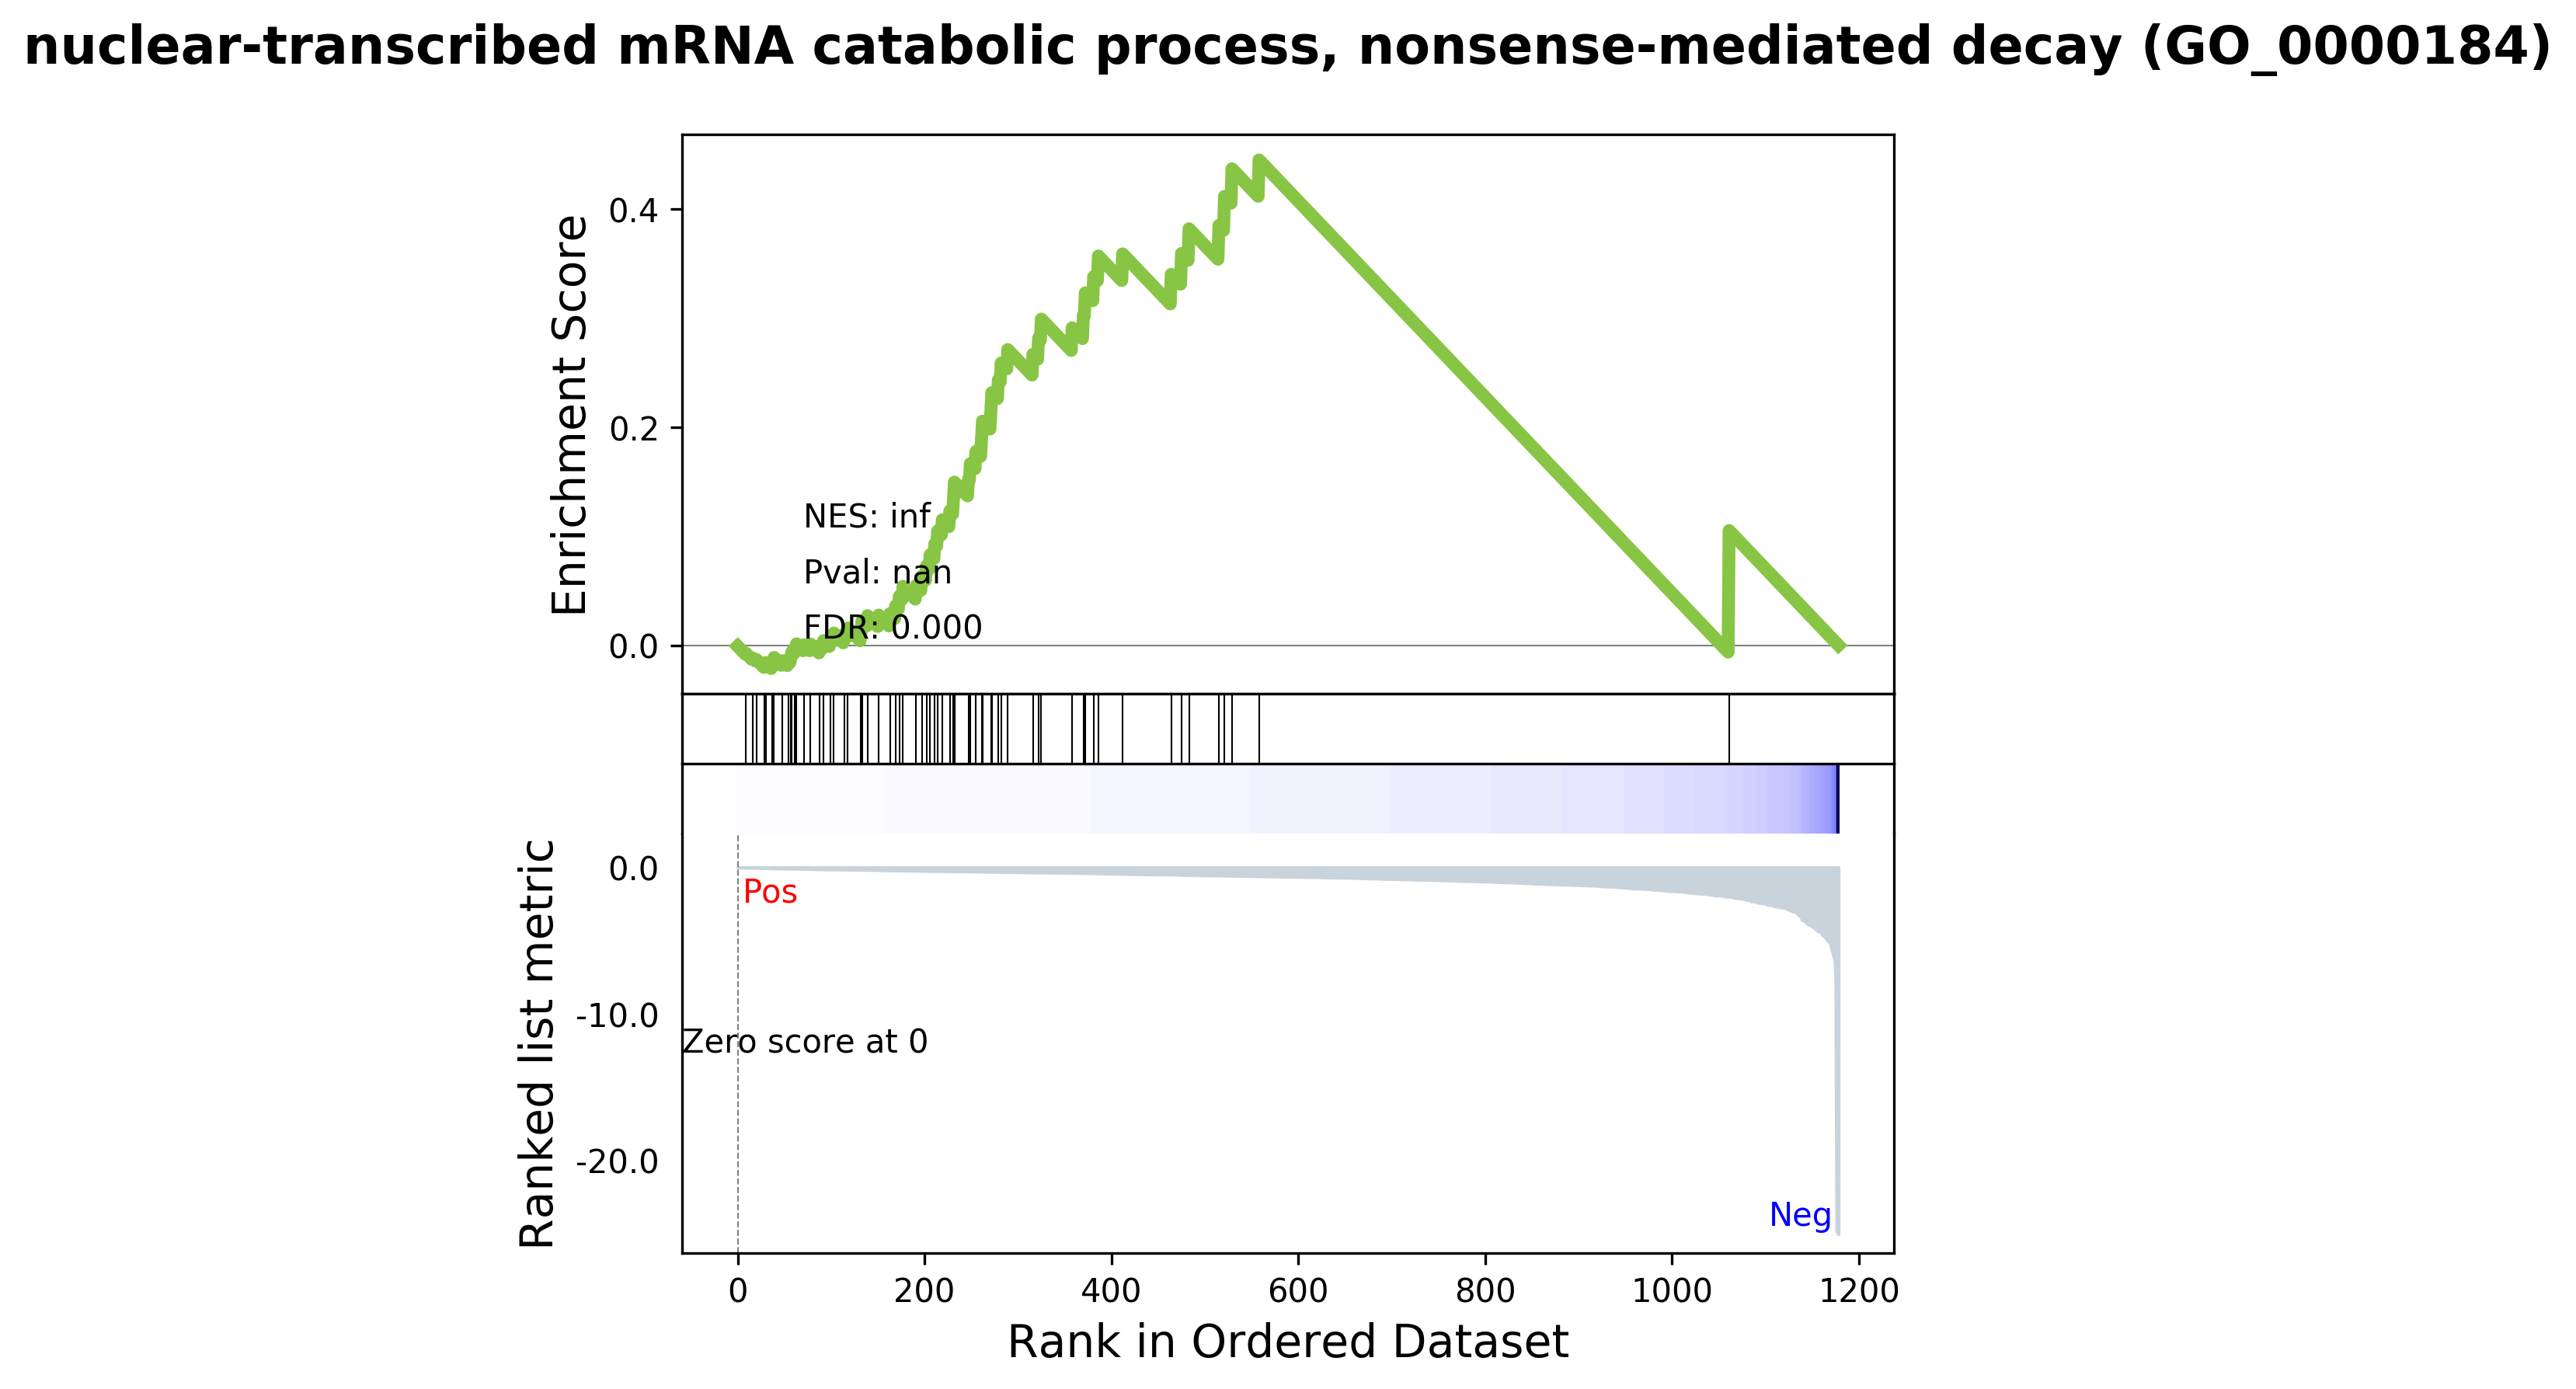 nuclear-transcribed mRNA catabolic process, nonsense-mediated decay (GO_0000184)
Enrichment Score
0.4
0.2
0.0
NES: inf
Pval: nan
FDR: 0.000
Ranked list metric
0.0
-10.0
-20.0
Pos
Zero score at 0
Neg
0 200 400 600 800 1000 1200
Rank in Ordered Dataset